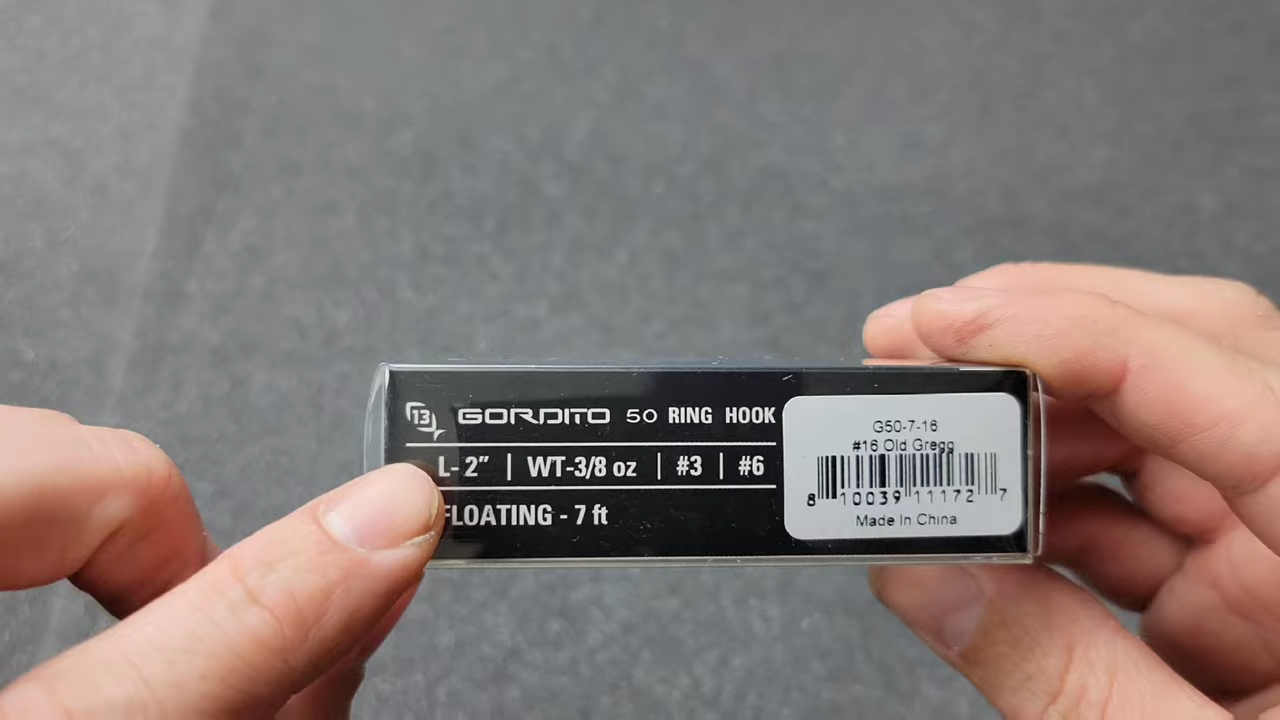 13 GORDITO 50 RING HOOK
L- 2" | WT-3/8 oz | #3 | #6
FLOATING - 7 ft
G50-7-16
#16 Old Gregg
8 10039 11172 7
Made In China